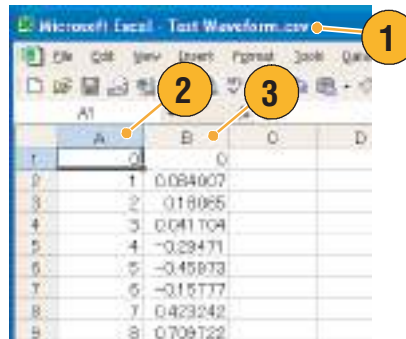 Microsoft Excel - Test Waveform.csv
1
File Edit View Insert Format Tools
2
3
A1
A B C D
1 0 0
2 1 0.084007
3 2 0.18065
4 3 0.041704
5 4 -0.29471
6 5 -0.45973
7 6 -0.15777
8 7 0.423242
9 8 0.709722